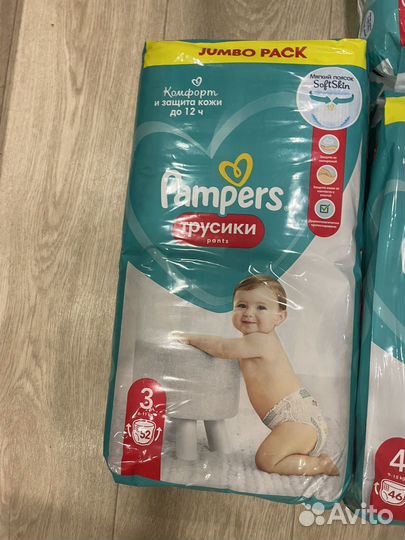 JUMBO PACK
Комфорт
и защита кожи
до 12 ч
Мягкий поясок
SoftSkin
Pampers
трусики
pants
3
52
4
46
Avito